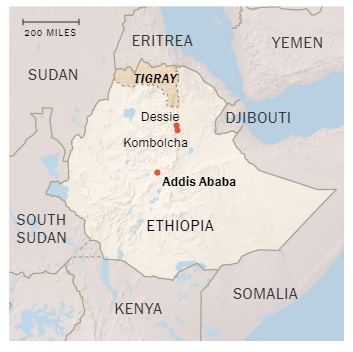 200 MILES
ERITREA
YEMEN
SUDAN
TIGRAY
Dessie
DJIBOUTI
Kombolcha
Addis Ababa
SOUTH
SUDAN
ETHIOPIA
SOMALIA
KENYA